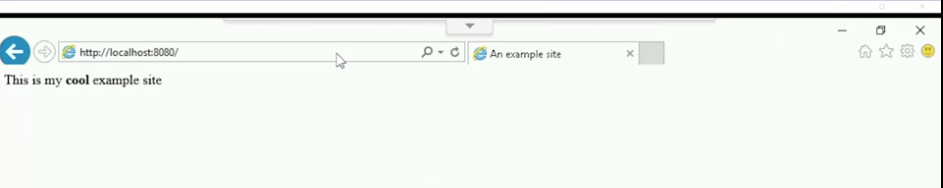 http://localhost:8080/
An example site
This is my cool example site